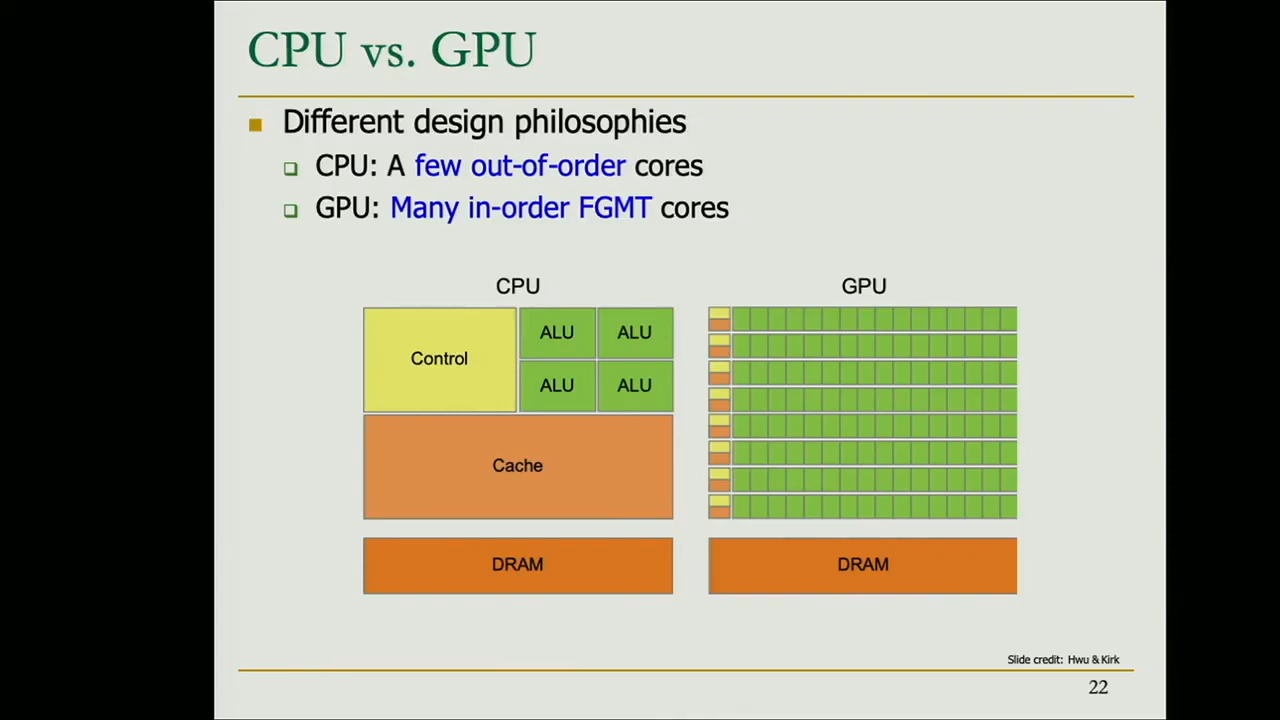 CPU vs. GPU
Different design philosophies
CPU: A few out-of-order cores
GPU: Many in-order FGMT cores
CPU
GPU
Control
ALU
ALU
ALU
ALU
Cache
DRAM
DRAM
Slide credit: Hwu & Kirk
22